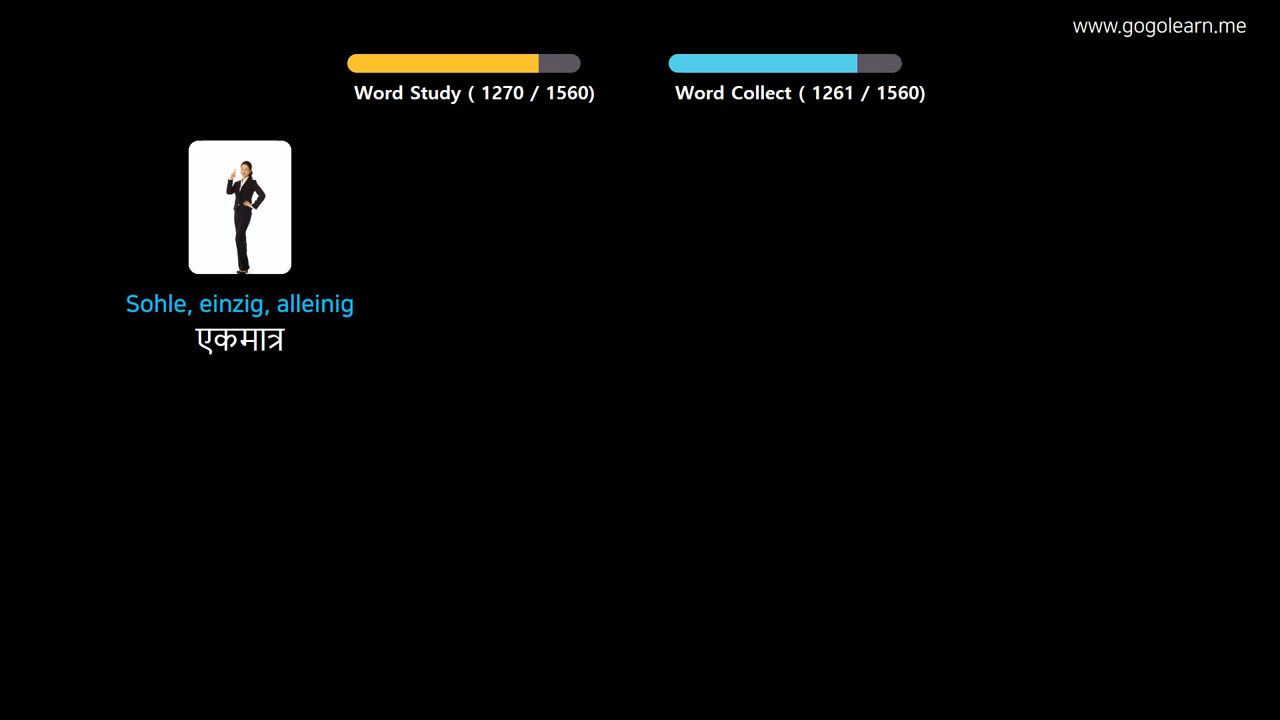 www.gogolearn.me
Word Study ( 1270 / 1560)
Word Collect ( 1261 / 1560)
Sohle, einzig, alleinig
एकमात्र